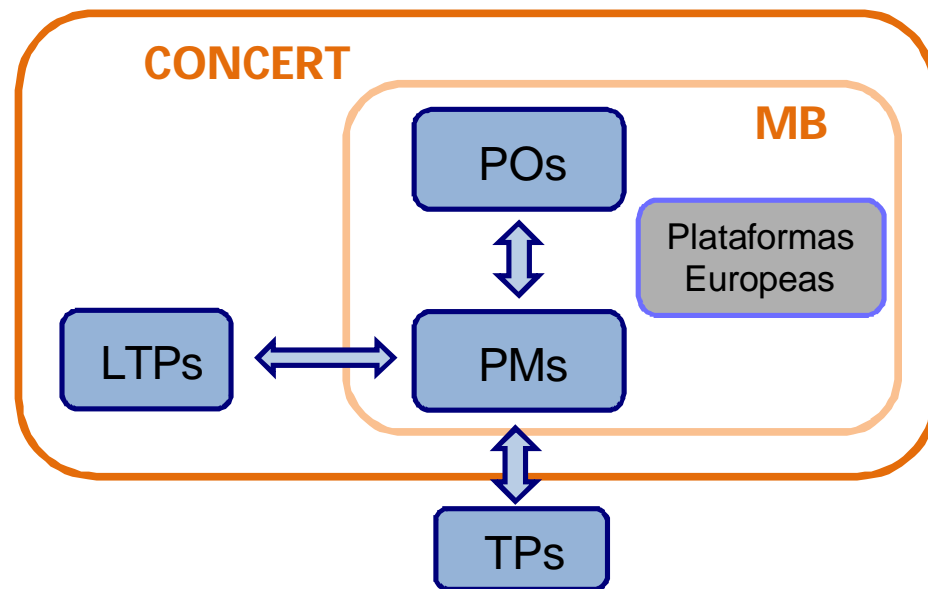 CONCERT
MB
POs
Plataformas
Europeas
LTPs
PMs
TPs